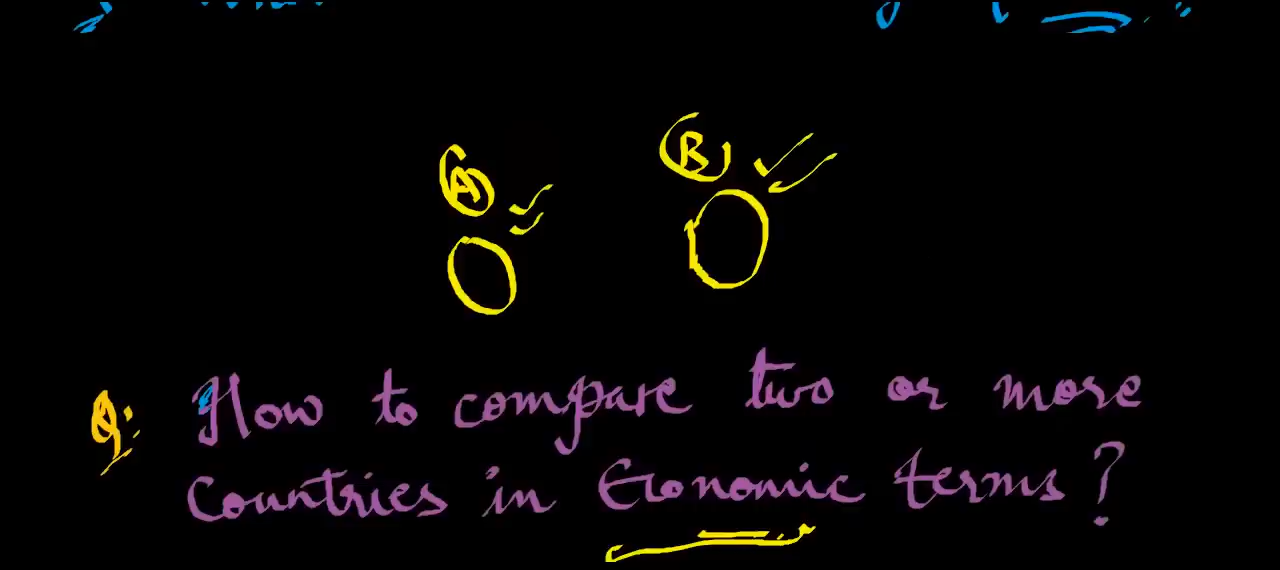 A
B
Q: How to compare two or more
Countries in Economic terms?